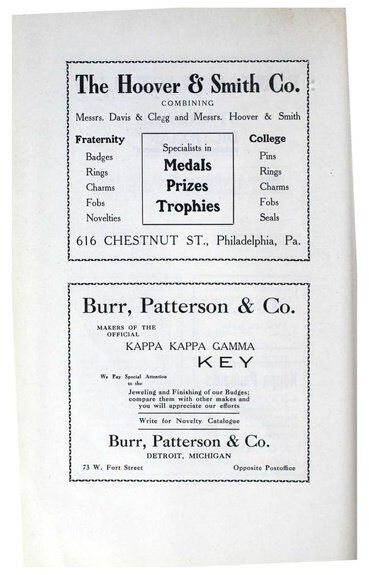 The Hoover & Smith Co.
COMBINING
Messrs. Davis & Clegg and Messrs. Hoover & Smith
Fraternity
Badges
Rings
Charms
Fobs
Novelties
Specialists in
Medals
Prizes
Trophies
College
Pins
Rings
Charms
Fobs
Seals
616 CHESTNUT ST., Philadelphia, Pa.
Burr, Patterson & Co.
MAKERS OF THE
OFFICIAL
KAPPA KAPPA GAMMA
KEY
We Pay Special Attention
to the
Jeweling and Finishing of our Badges;
compare them with other makes and
you will appreciate our efforts
Write for Novelty Catalogue
Burr, Patterson & Co.
DETROIT, MICHIGAN
73 W. Fort Street Opposite Postoffice